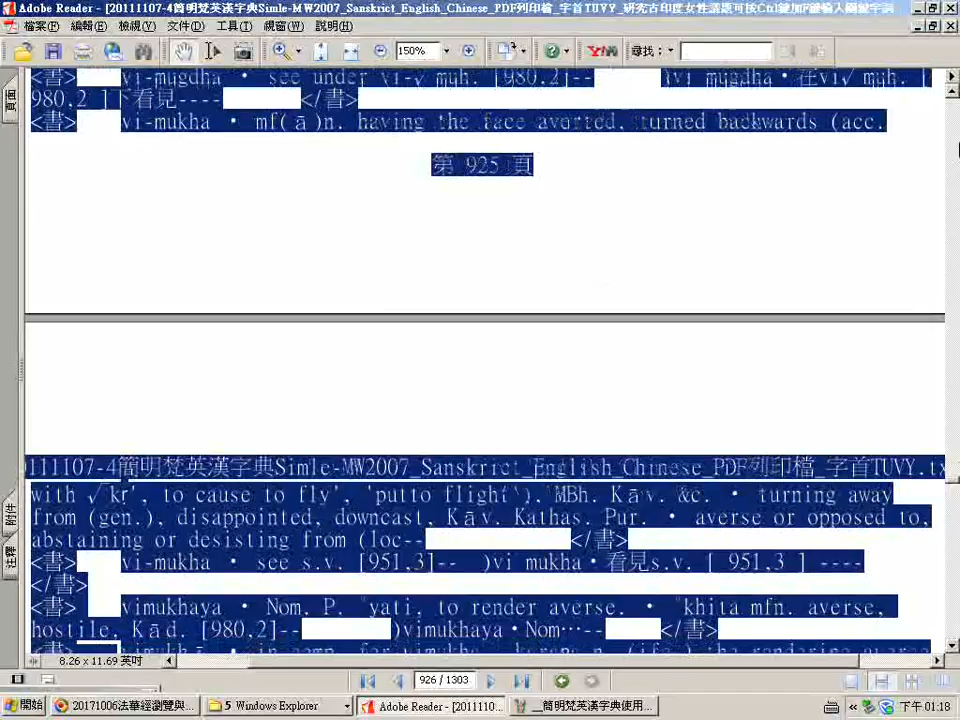 Adobe Reader - [20111107-4簡明梵英漢字典Simle-MW2007_Sanskrict_English_Chinese_PDF列印檔_字首TUVY_研究古印度女性議題可按Ctrl鍵加F鍵輸入關鍵字詞
檔案(F) 編輯(E) 檢視(V) 文件(D) 工具(T) 視窗(W) 說明(H)
150% 尋找:
<書> vi-mugdha • see under vi-√ muh. [980,2]-- )vi mugdha•在vi√ muh. [
980,2 ]下看見---- </書>
<書> vi-mukha • mf(ā)n. having the face averted, turned backwards (acc.
第 925 頁
0111107-4簡明梵英漢字典Simle-MW2007_Sanskrict_English_Chinese_PDF列印檔_字首TUVY.tx
with √kṛ', to cause to fly', 'putto flight'), MBh. Kāv. &c. • turning away
from (gen.), disappointed, downcast, Kāv. Kathas. Pur. • averse or opposed to,
abstaining or desisting from (loc-- </書>
<書> vi-mukha • see s.v. [951,3]-- )vi mukha•看見s.v. [ 951,3 ] ----
</書>
<書> vimukhaya • Nom. P. °yati, to render averse. • °khita mfn. averse,
hostile, Kād. [980,2]-- )vimukhaya•Nom…-- </書>
頁面
附件
註釋
8.26 x 11.69 英吋
926 / 1303
開始 20171006法華經瀏覽與... 5 Windows Explorer Adobe Reader - [2011110... __簡明梵英漢字典使用... 下午 01:18